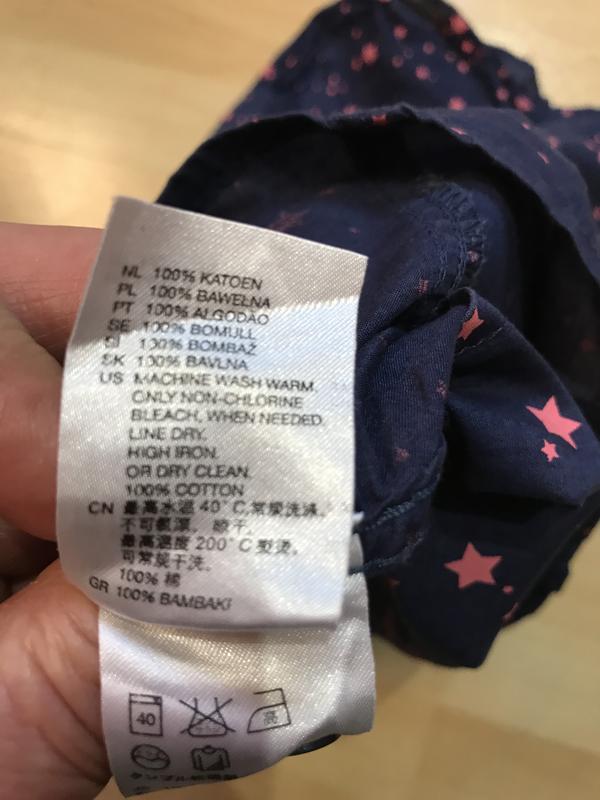 NL 100% KATOEN
PL 100% BAWEŁNA
PT 100% ALGODÃO
SE 100% BOMULL
SI 100% BOMBAŽ
SK 100% BAVLNA
US MACHINE WASH WARM.
ONLY NON-CHLORINE
BLEACH, WHEN NEEDED.
LINE DRY.
HIGH IRON.
OR DRY CLEAN.
100% COTTON
CN 最高水温 40°C,常规洗涤。
不可氯漂。 晾干。
最高温度 200°C 熨烫。
可常规干洗。
100% 棉
GR 100% BAMBAKI
40 高